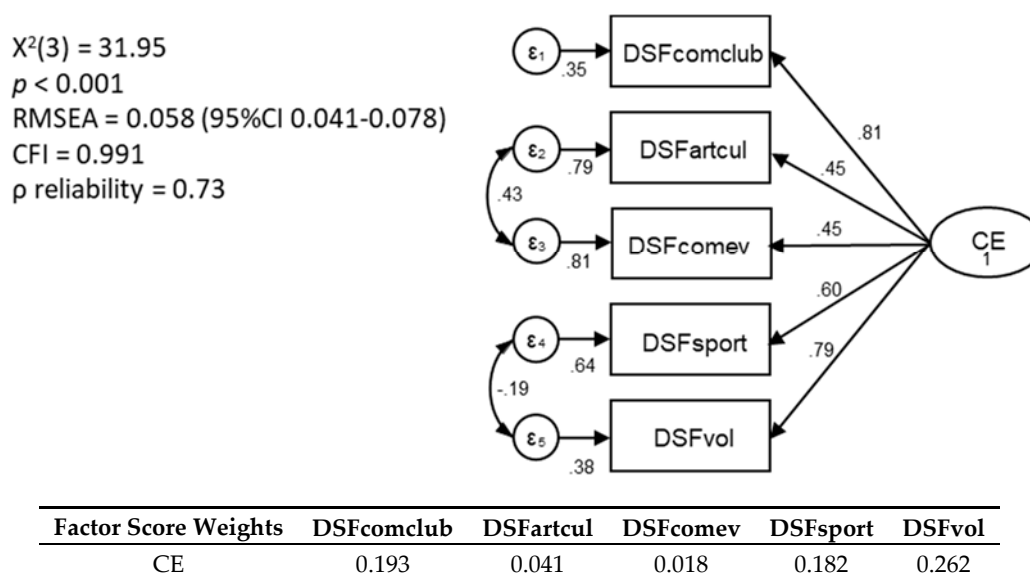 X²(3) = 31.95
p < 0.001
RMSEA = 0.058 (95%CI 0.041-0.078)
CFI = 0.991
ρ reliability = 0.73
ε₁
.35
DSFcomclub
.81
ε₂
.79
DSFartcul
.45
.43
ε₃
.81
DSFcomev
.45
CE
1
ε₄
.64
DSFsport
.60
-.19
ε₅
.38
DSFvol
.79
Factor Score Weights DSFcomclub DSFartcul DSFcomev DSFsport DSFvol
CE 0.193 0.041 0.018 0.182 0.262